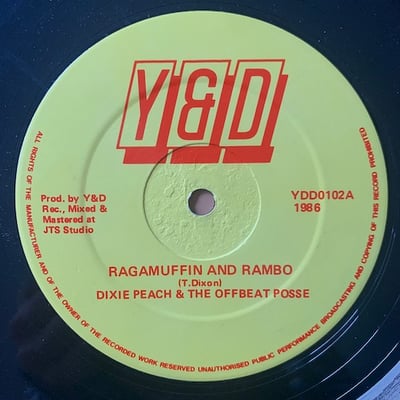 Y&D
Prod. by Y&D
Rec., Mixed &
Mastered at
JTS Studio
YDD0102A
1986
RAGAMUFFIN AND RAMBO
(T.Dixon)
DIXIE PEACH & THE OFFBEAT POSSE
ALL RIGHTS OF THE MANUFACTURER AND OF THE OWNER OF THE RECORDED WORK RESERVED UNAUTHORISED PUBLIC PERFORMANCE BROADCASTING AND COPYING OF THIS RECORD PROHIBITED